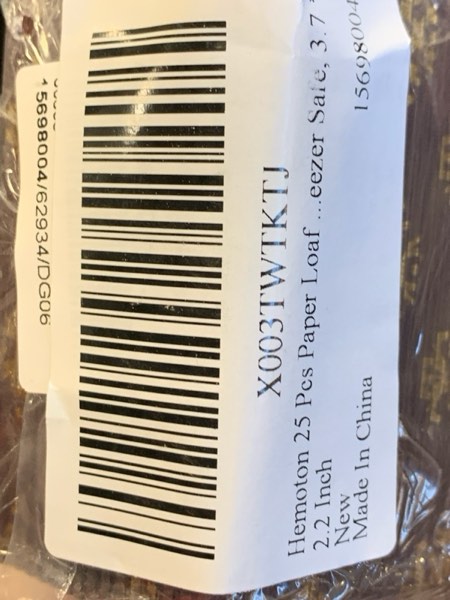 15698004/62934/DG06
X003TWTKTJ
Hemoton 25 Pcs Paper Loaf ...eezer Safe, 3.7
2.2 Inch
New
Made In China
15698004